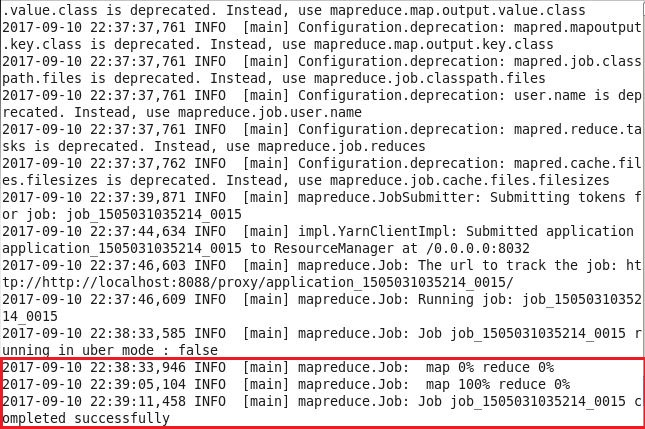 .value.class is deprecated. Instead, use mapreduce.map.output.value.class
2017-09-10 22:37:37,761 INFO  [main] Configuration.deprecation: mapred.mapoutput
.key.class is deprecated. Instead, use mapreduce.map.output.key.class
2017-09-10 22:37:37,761 INFO  [main] Configuration.deprecation: mapred.job.class
path.files is deprecated. Instead, use mapreduce.job.classpath.files
2017-09-10 22:37:37,761 INFO  [main] Configuration.deprecation: user.name is dep
recated. Instead, use mapreduce.job.user.name
2017-09-10 22:37:37,761 INFO  [main] Configuration.deprecation: mapred.reduce.ta
sks is deprecated. Instead, use mapreduce.job.reduces
2017-09-10 22:37:37,762 INFO  [main] Configuration.deprecation: mapred.cache.fil
es.filesizes is deprecated. Instead, use mapreduce.job.cache.files.filesizes
2017-09-10 22:37:39,871 INFO  [main] mapreduce.JobSubmitter: Submitting tokens f
or job: job_1505031035214_0015
2017-09-10 22:37:44,634 INFO  [main] impl.YarnClientImpl: Submitted application
application_1505031035214_0015 to ResourceManager at /0.0.0.0:8032
2017-09-10 22:37:46,603 INFO  [main] mapreduce.Job: The url to track the job: ht
tp://http://localhost:8088/proxy/application_1505031035214_0015/
2017-09-10 22:37:46,609 INFO  [main] mapreduce.Job: Running job: job_15050310352
14_0015
2017-09-10 22:38:33,585 INFO  [main] mapreduce.Job: Job job_1505031035214_0015 r
unning in uber mode : false
2017-09-10 22:38:33,946 INFO  [main] mapreduce.Job:  map 0% reduce 0%
2017-09-10 22:39:05,104 INFO  [main] mapreduce.Job:  map 100% reduce 0%
2017-09-10 22:39:11,458 INFO  [main] mapreduce.Job: Job job_1505031035214_0015 c
ompleted successfully